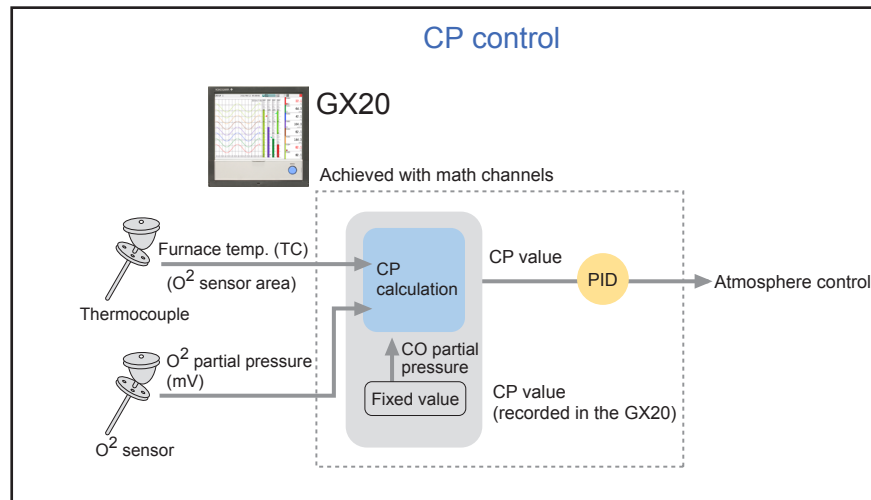 CP control
GX20
Achieved with math channels
Furnace temp. (TC)
(O² sensor area)
Thermocouple
CP
calculation
CP value
PID
Atmosphere control
O² partial pressure
(mV)
CO partial
pressure
Fixed value
CP value
(recorded in the GX20)
O² sensor